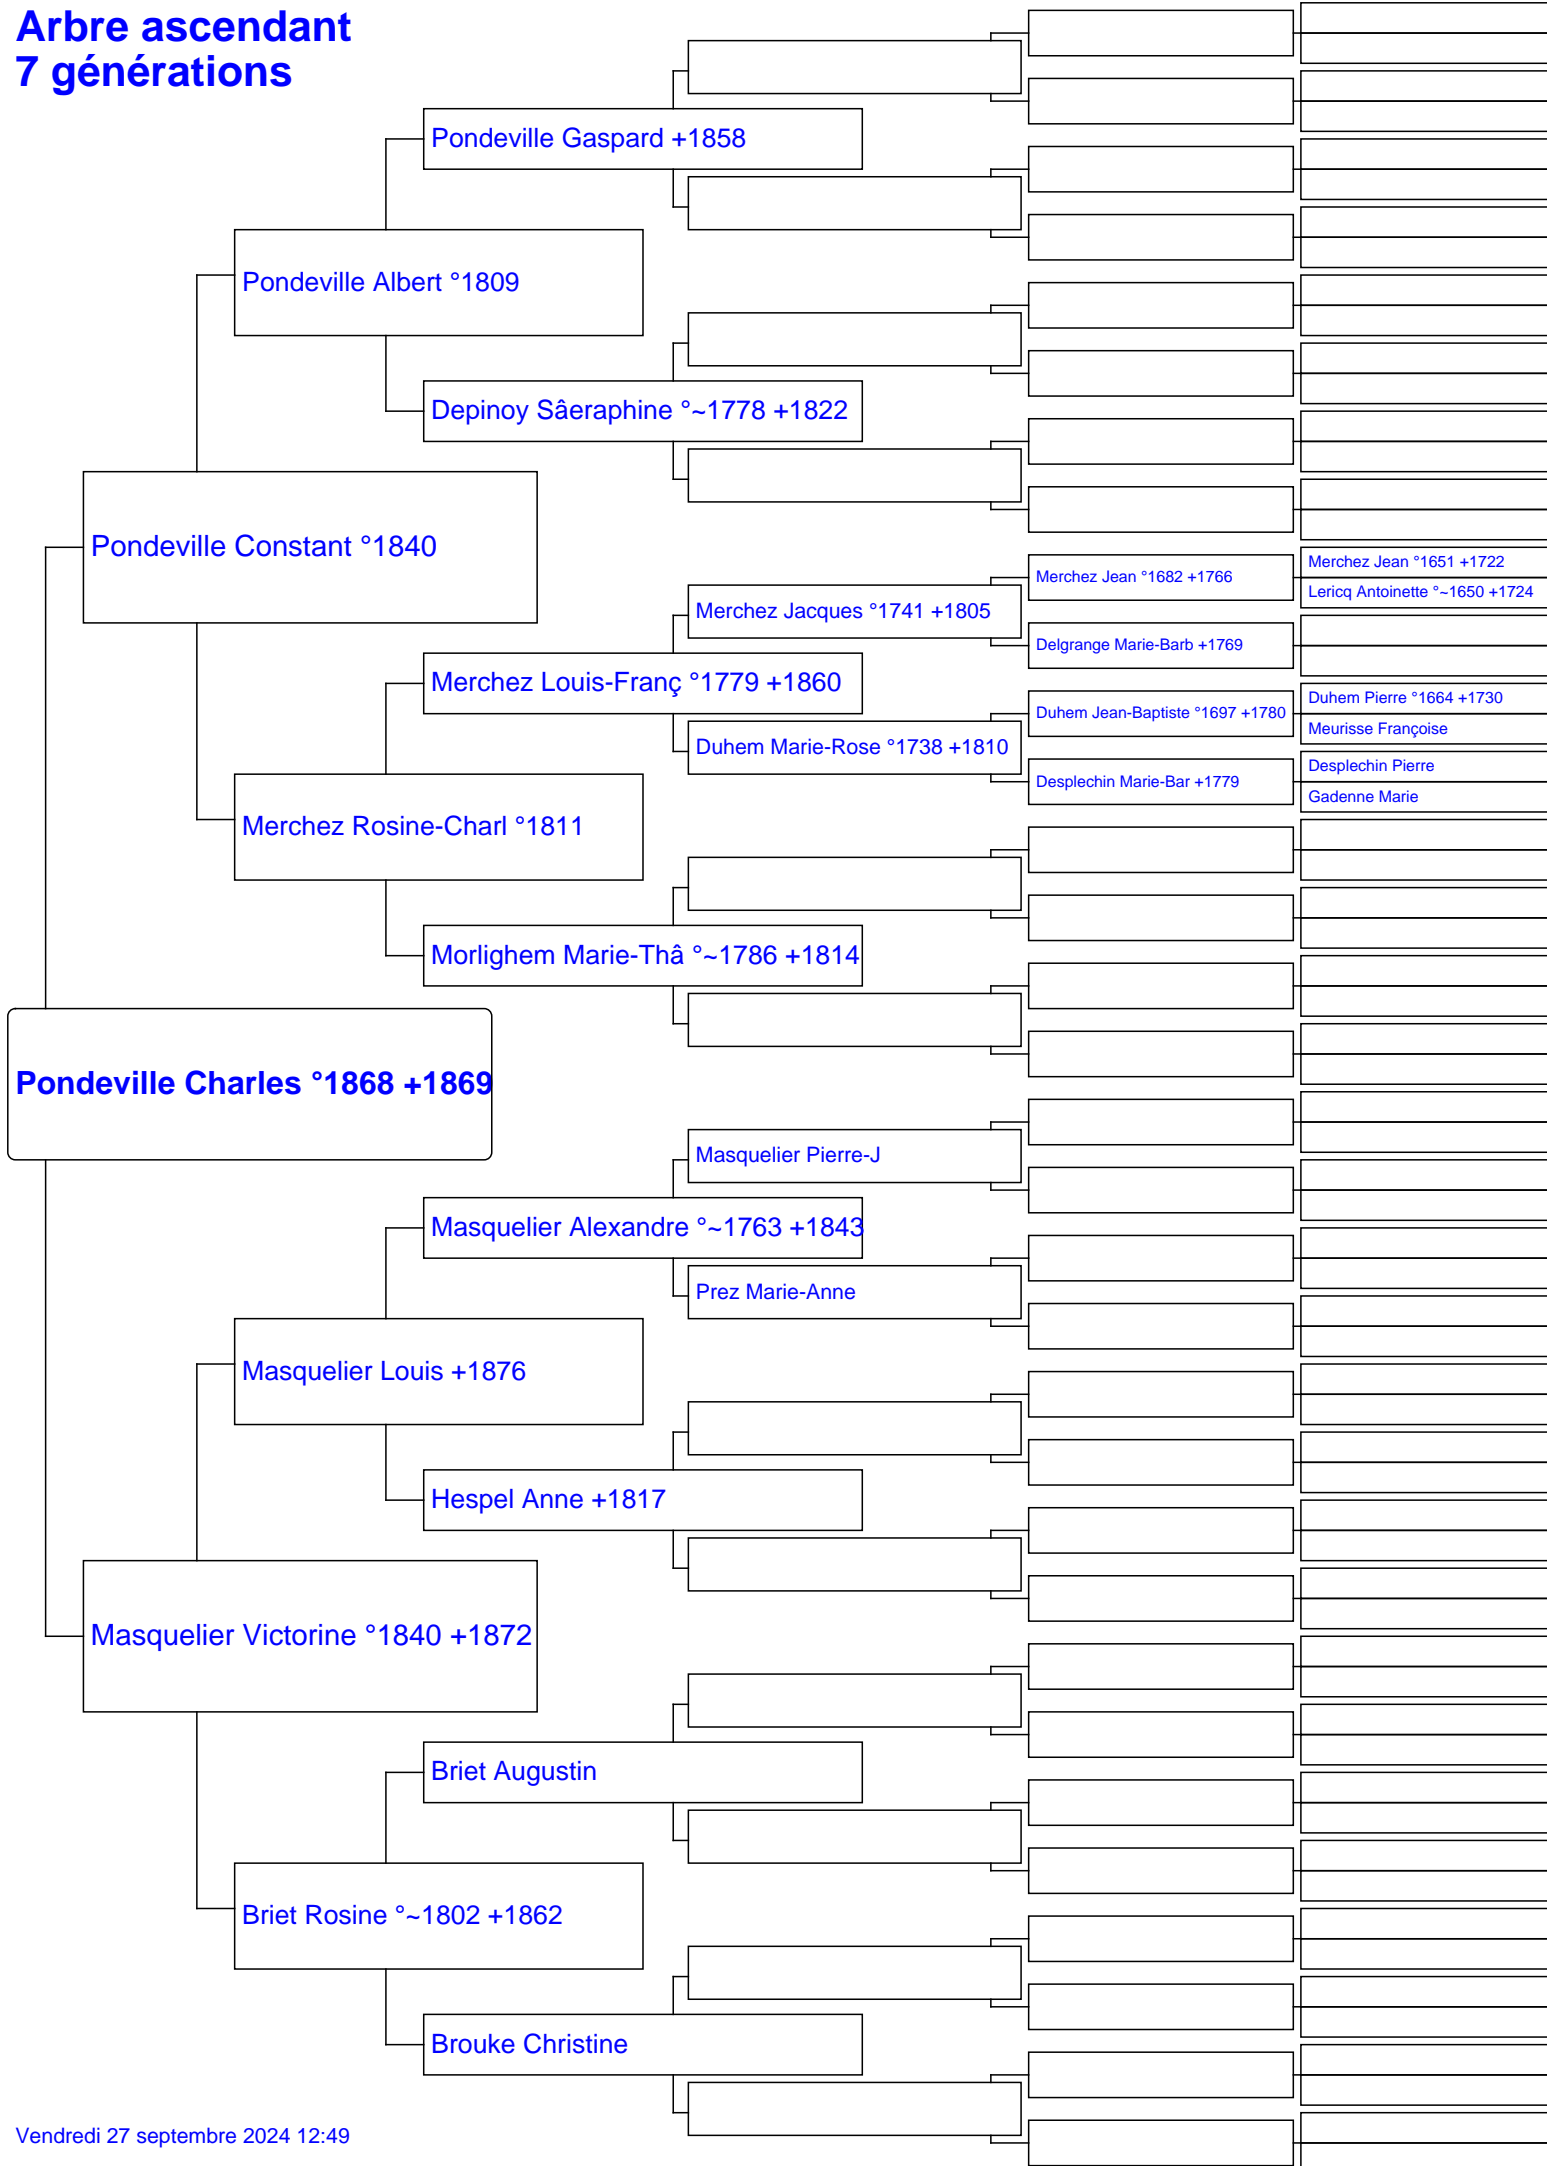 Arbre ascendant
7 générations
Pondeville Gaspard +1858
Pondeville Albert °1809
Depinoy Sâeraphine °~1778 +1822
Pondeville Constant °1840
Merchez Jean °1651 +1722
Merchez Jean °1682 +1766
Lericq Antoinette °~1650 +1724
Merchez Jacques °1741 +1805
Delgrange Marie-Barb +1769
Merchez Louis-Franç °1779 +1860
Duhem Pierre °1664 +1730
Duhem Jean-Baptiste °1697 +1780
Meurisse Françoise
Duhem Marie-Rose °1738 +1810
Desplechin Pierre
Desplechin Marie-Bar +1779
Gadenne Marie
Merchez Rosine-Charl °1811
Morlighem Marie-Thâ °~1786 +1814
Pondeville Charles °1868 +1869
Masquelier Pierre-J
Masquelier Alexandre °~1763 +1843
Prez Marie-Anne
Masquelier Louis +1876
Hespel Anne +1817
Masquelier Victorine °1840 +1872
Briet Augustin
Briet Rosine °~1802 +1862
Brouke Christine
Vendredi 27 septembre 2024 12:49